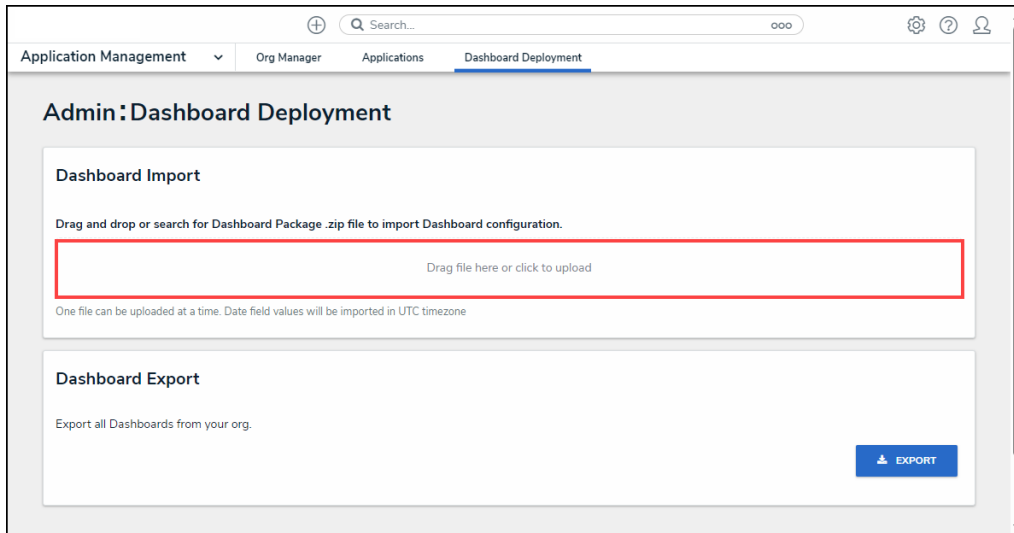 Search...
Application Management
Org Manager
Applications
Dashboard Deployment
Admin:Dashboard Deployment
Dashboard Import
Drag and drop or search for Dashboard Package .zip file to import Dashboard configuration.
Drag file here or click to upload
One file can be uploaded at a time. Date field values will be imported in UTC timezone
Dashboard Export
Export all Dashboards from your org.
EXPORT